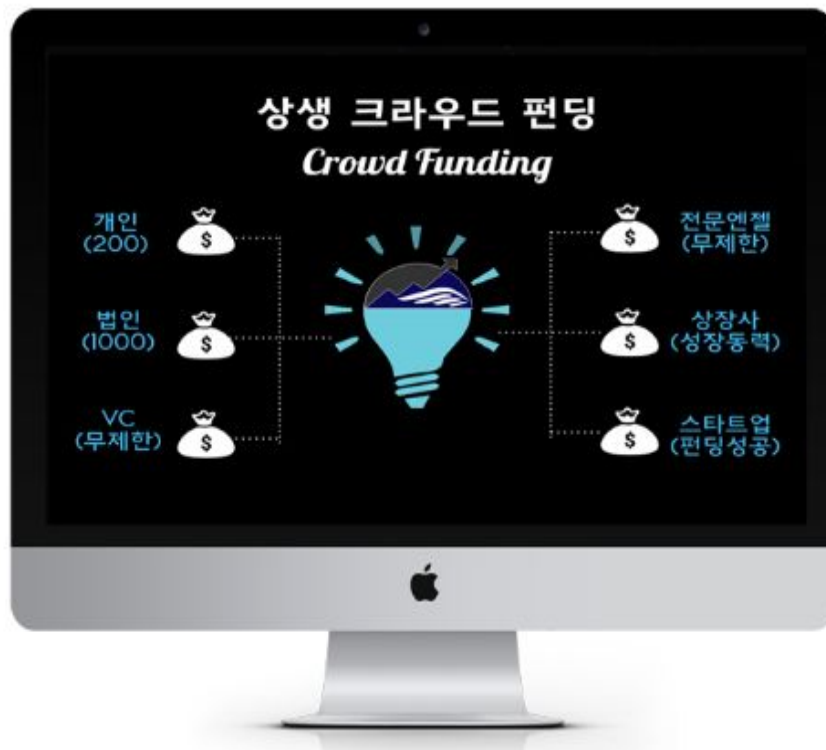 상생 크라우드 펀딩
Crowd Funding
개인
(200)
$
법인
(1000)
$
VC
(무제한)
$
$
전문엔젤
(무제한)
$
상장사
(성장동력)
$
스타트업
(펀딩성공)